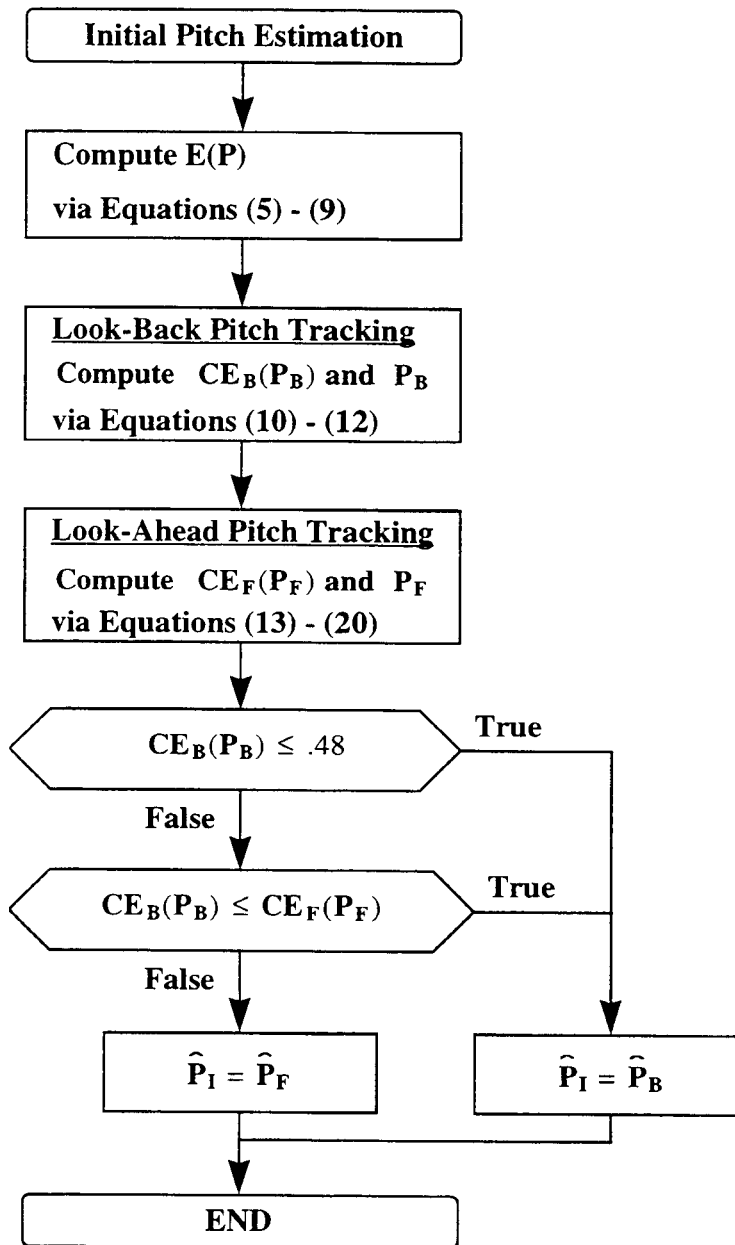 Initial Pitch Estimation
Compute E(P)
via Equations (5) - (9)
Look-Back Pitch Tracking
Compute CE_B(P_B) and P_B
via Equations (10) - (12)
Look-Ahead Pitch Tracking
Compute CE_F(P_F) and P_F
via Equations (13) - (20)
CE_B(P_B) ≤ .48
True
False
CE_B(P_B) ≤ CE_F(P_F)
True
False
P̂_I = P̂_F
P̂_I = P̂_B
END